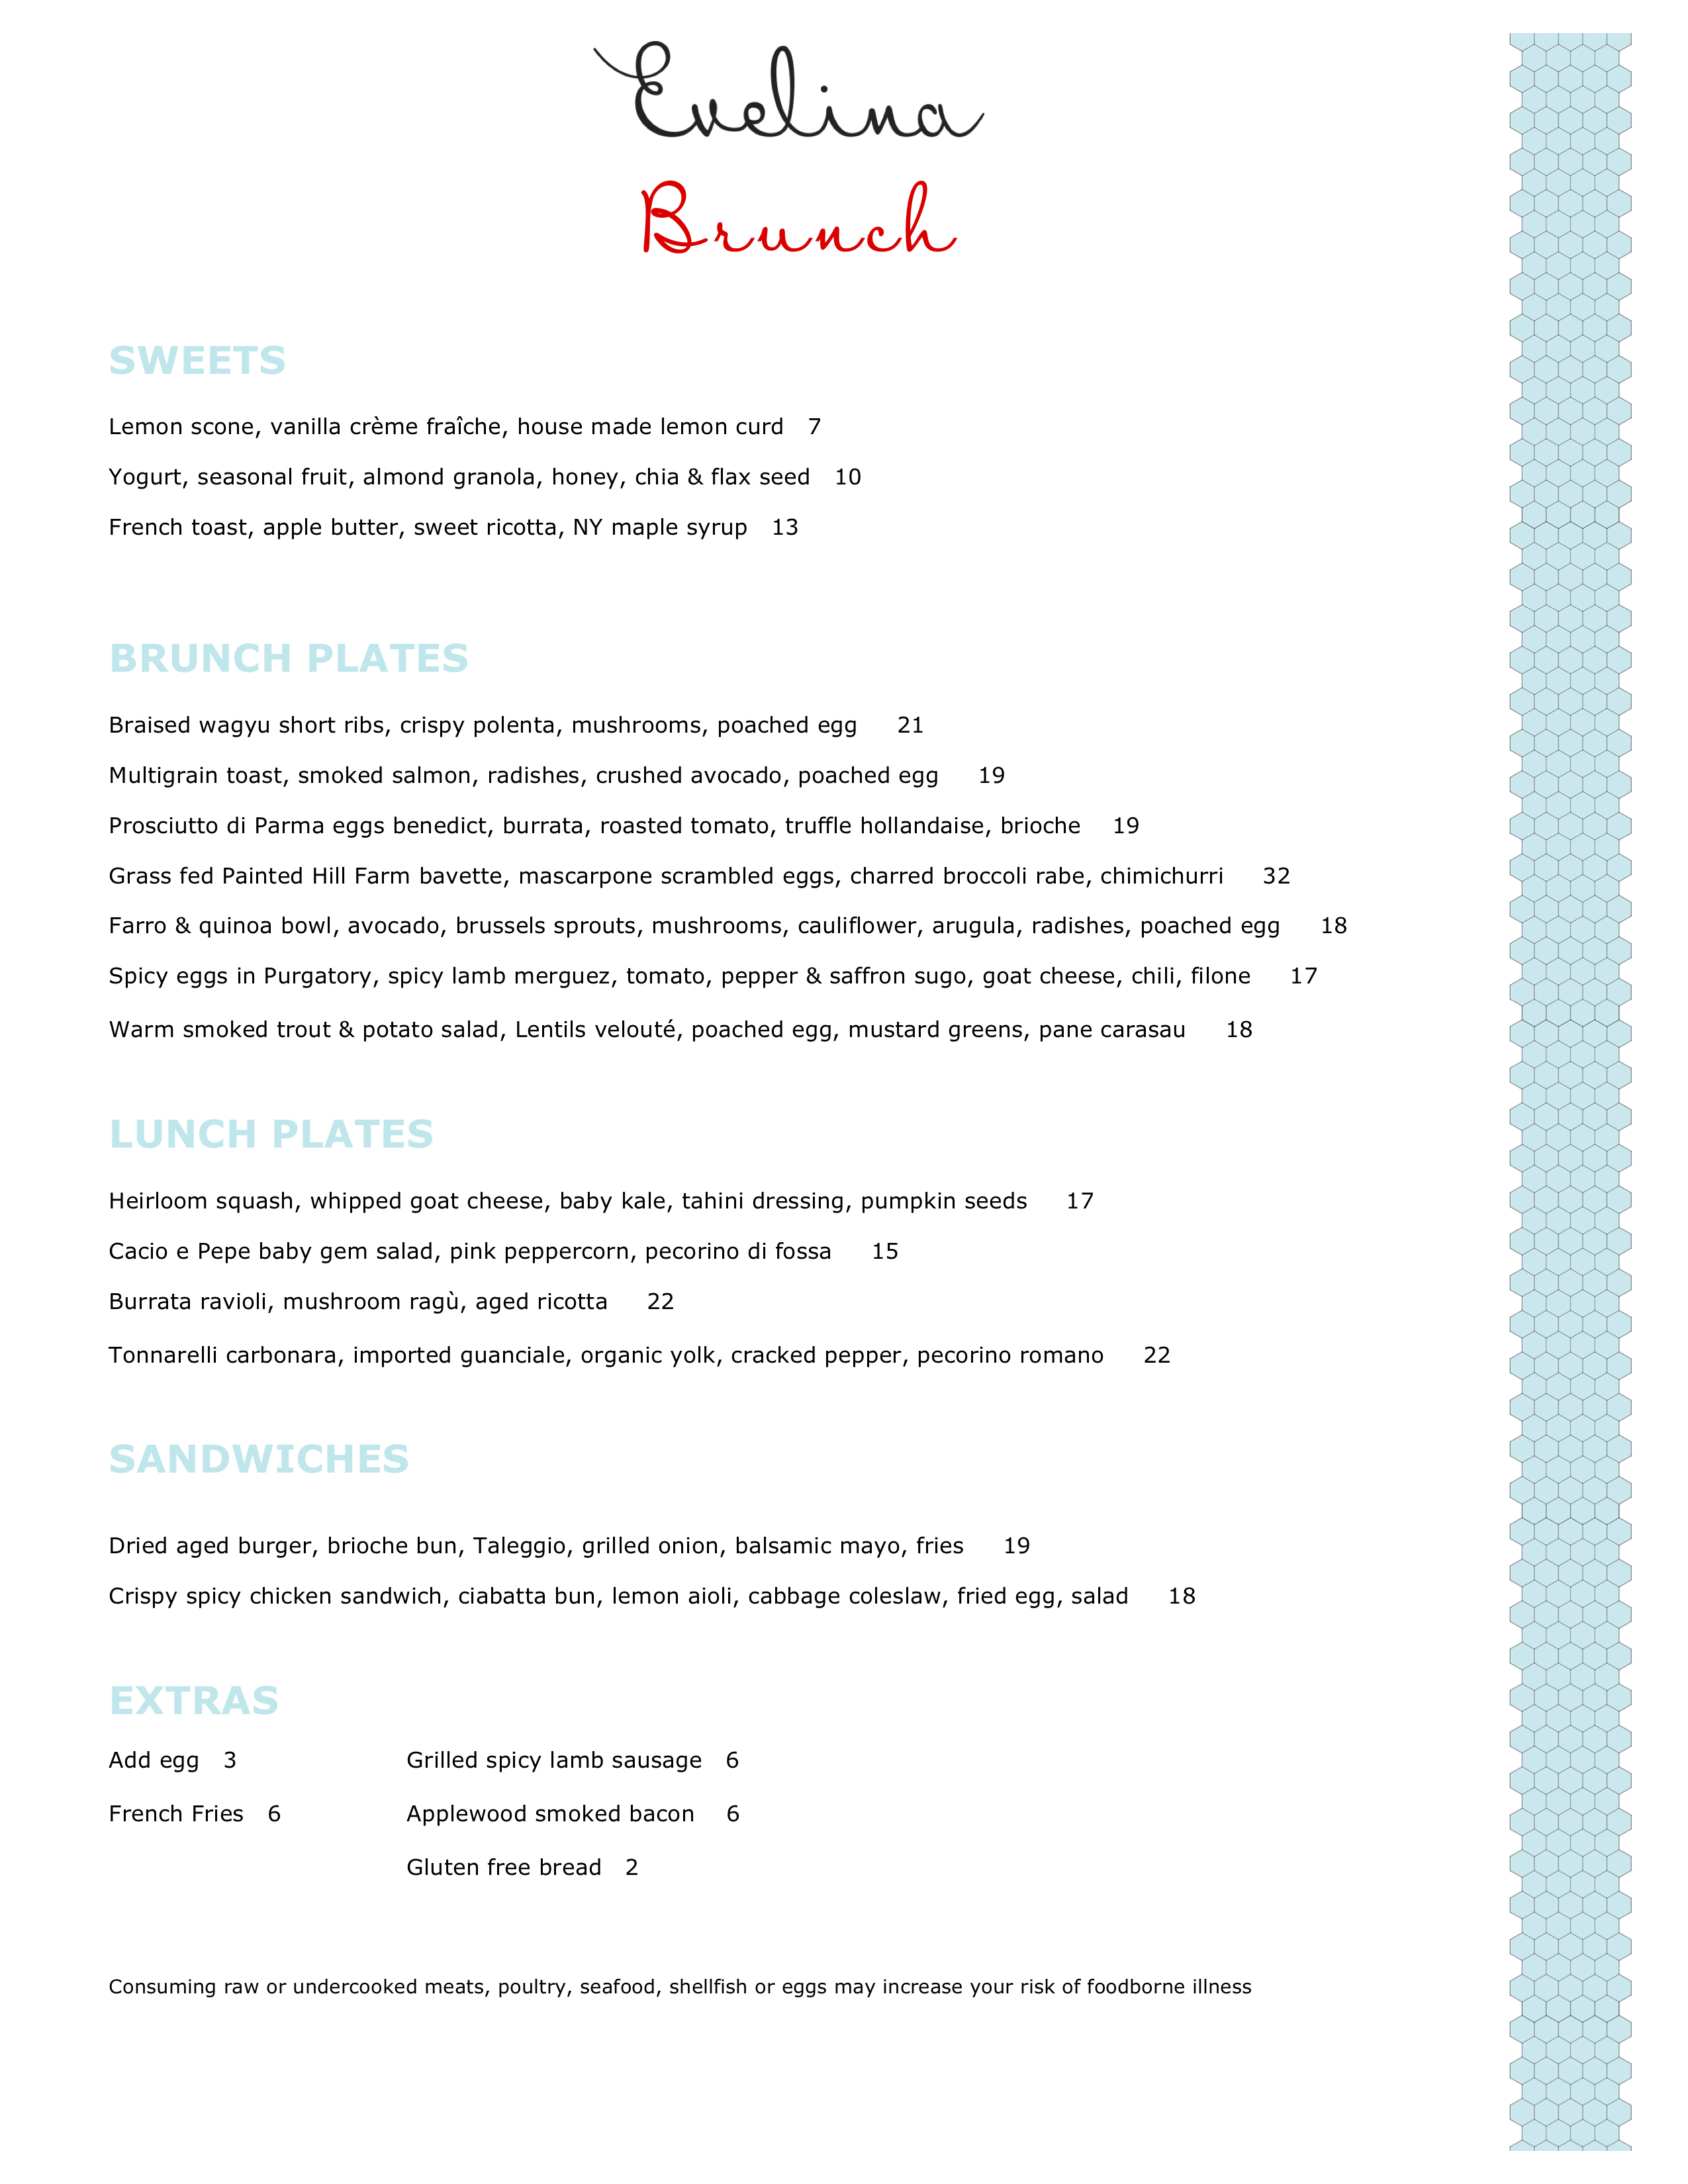 Evelina
Brunch
SWEETS
Lemon scone, vanilla crème fraîche, house made lemon curd 7
Yogurt, seasonal fruit, almond granola, honey, chia & flax seed 10
French toast, apple butter, sweet ricotta, NY maple syrup 13
BRUNCH PLATES
Braised wagyu short ribs, crispy polenta, mushrooms, poached egg 21
Multigrain toast, smoked salmon, radishes, crushed avocado, poached egg 19
Prosciutto di Parma eggs benedict, burrata, roasted tomato, truffle hollandaise, brioche 19
Grass fed Painted Hill Farm bavette, mascarpone scrambled eggs, charred broccoli rabe, chimichurri 32
Farro & quinoa bowl, avocado, brussels sprouts, mushrooms, cauliflower, arugula, radishes, poached egg 18
Spicy eggs in Purgatory, spicy lamb merguez, tomato, pepper & saffron sugo, goat cheese, chili, filone 17
Warm smoked trout & potato salad, Lentils velouté, poached egg, mustard greens, pane carasau 18
LUNCH PLATES
Heirloom squash, whipped goat cheese, baby kale, tahini dressing, pumpkin seeds 17
Cacio e Pepe baby gem salad, pink peppercorn, pecorino di fossa 15
Burrata ravioli, mushroom ragù, aged ricotta 22
Tonnarelli carbonara, imported guanciale, organic yolk, cracked pepper, pecorino romano 22
SANDWICHES
Dried aged burger, brioche bun, Taleggio, grilled onion, balsamic mayo, fries 19
Crispy spicy chicken sandwich, ciabatta bun, lemon aioli, cabbage coleslaw, fried egg, salad 18
EXTRAS
Add egg 3 Grilled spicy lamb sausage 6
French Fries 6 Applewood smoked bacon 6
Gluten free bread 2
Consuming raw or undercooked meats, poultry, seafood, shellfish or eggs may increase your risk of foodborne illness